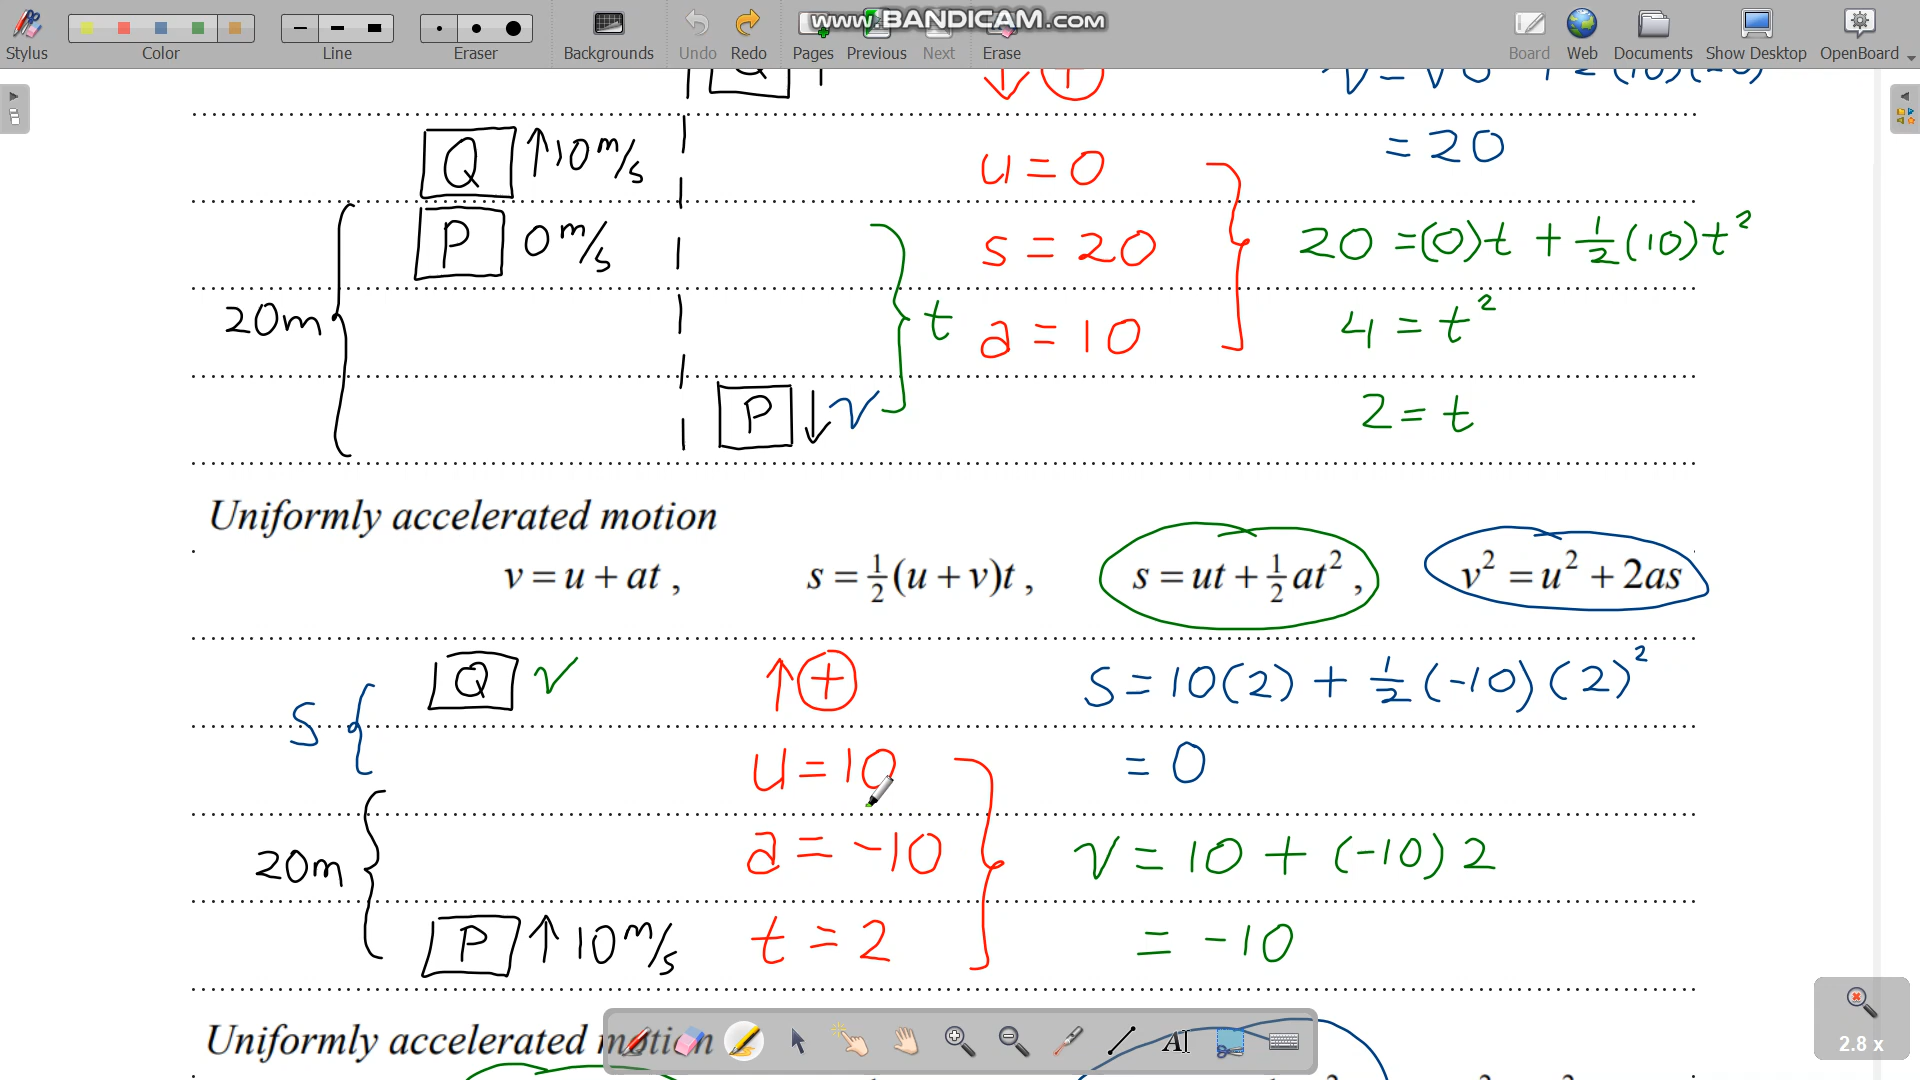 www.BANDICAM.com
Stylus Color Line Eraser Backgrounds Undo Redo Pages Previous Next Erase Board Web Documents Show Desktop OpenBoard
= 20
Q ↑10 m/s
u = 0
P 0 m/s
s = 20
20 = (0)t + 1/2 (10)t²
20m
t
a = 10
4 = t²
P ↓ v
2 = t
Uniformly accelerated motion
v = u + at ,
s = ½(u + v)t ,
s = ut + ½at² ,
v² = u² + 2as
Q v
↑ +
s = 10(2) + 1/2 (-10)(2)²
s
u = 10
= 0
20m
a = -10
v = 10 + (-10)2
P ↑ 10 m/s
t = 2
= -10
Uniformly accelerated motion
2.8 x